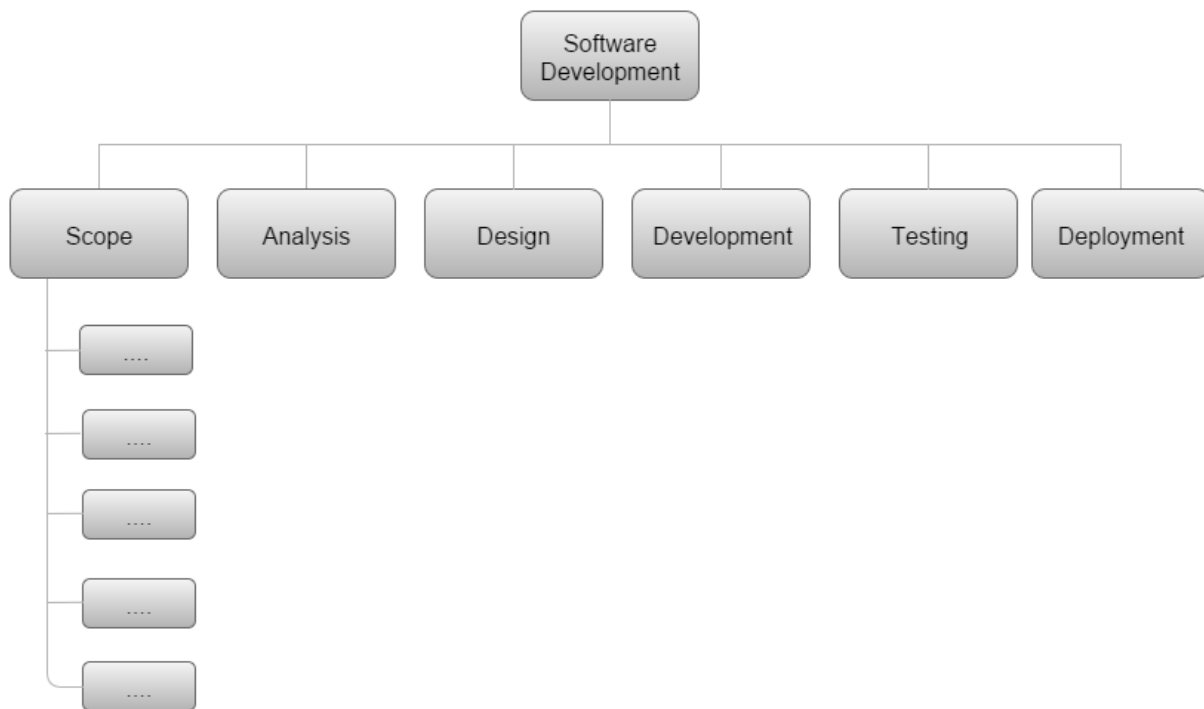 Software
Development
Scope
Analysis
Design
Development
Testing
Deployment
....
....
....
....
....